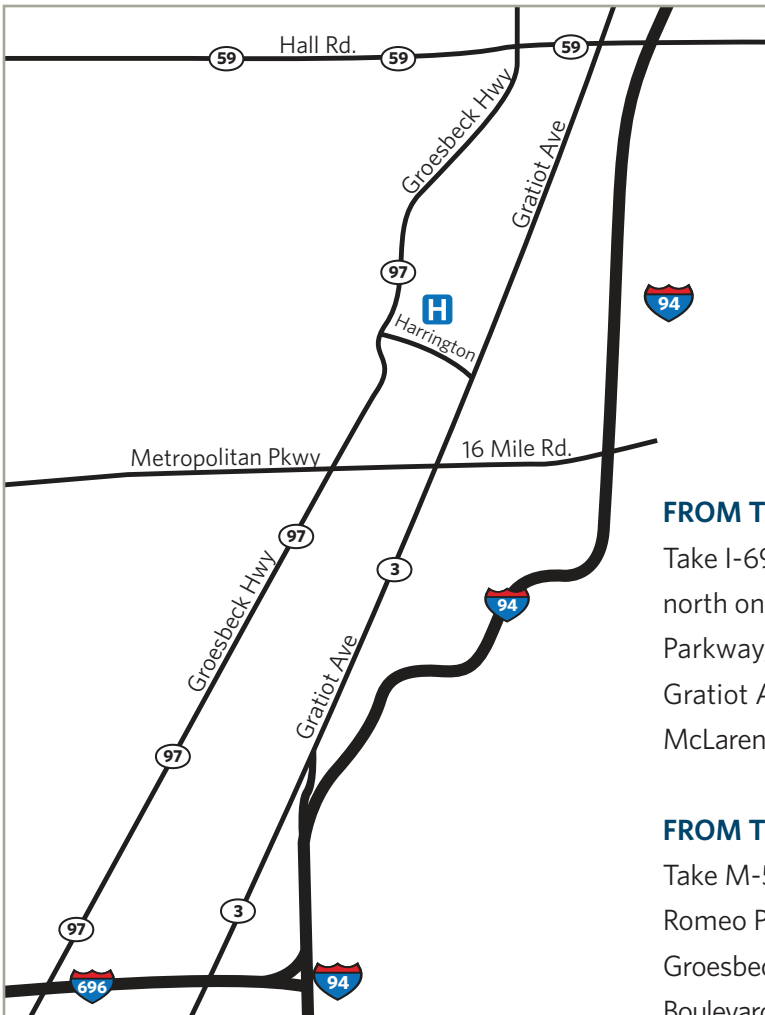 Hall Rd.
59
59
59
Groesbeck Hwy
Gratiot Ave
97
H
94
Harrington
Metropolitan Pkwy
16 Mile Rd.
97
3
94
Groesbeck Hwy
Gratiot Ave
97
3
97
696
94
FROM T
Take I-69
north on
Parkway
Gratiot A
McLaren
FROM T
Take M-5
Romeo P
Groesbec
Boulevard